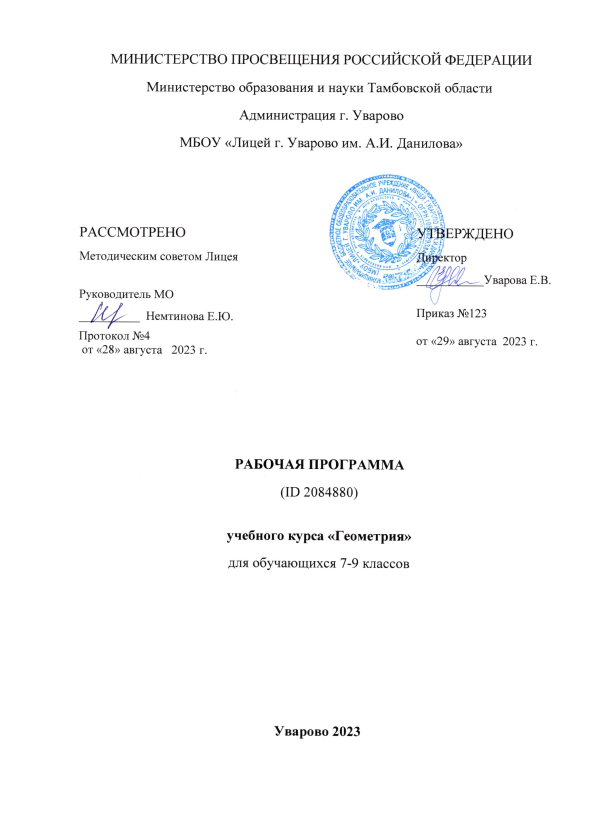 МИНИСТЕРСТВО ПРОСВЕЩЕНИЯ РОССИЙСКОЙ ФЕДЕРАЦИИ
Министерство образования и науки Тамбовской области
Администрация г. Уварово
МБОУ «Лицей г. Уварово им. А.И. Данилова»
РАССМОТРЕНО
Методическим советом Лицея
Руководитель МО
Немтинова Е.Ю.
Протокол №4
от «28» августа 2023 г.
УТВЕРЖДЕНО
Директор
Уварова Е.В.
Приказ №123
от «29» августа 2023 г.
РАБОЧАЯ ПРОГРАММА
(ID 2084880)
учебного курса «Геометрия»
для обучающихся 7-9 классов
Уварово 2023